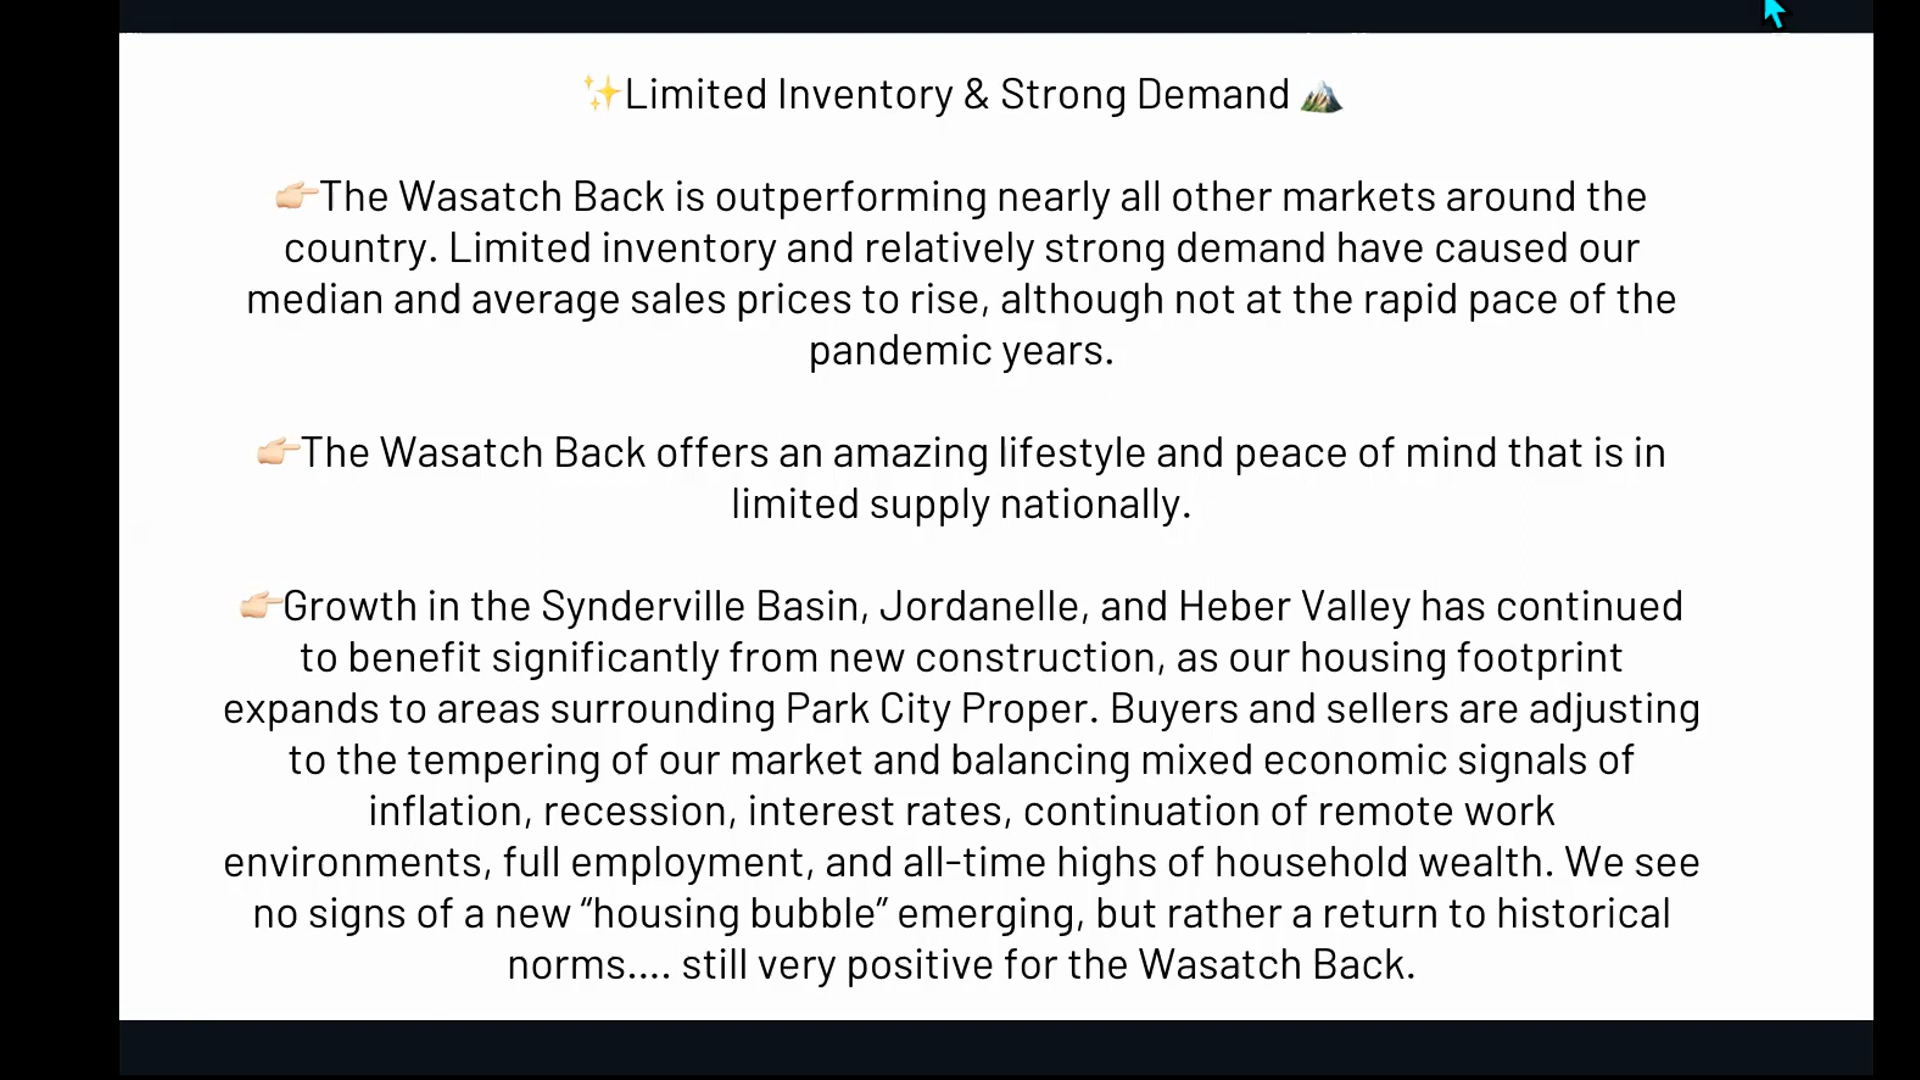 ✨Limited Inventory & Strong Demand 🏔️
👉🏻The Wasatch Back is outperforming nearly all other markets around the
country. Limited inventory and relatively strong demand have caused our
median and average sales prices to rise, although not at the rapid pace of the
pandemic years.
👉🏻The Wasatch Back offers an amazing lifestyle and peace of mind that is in
limited supply nationally.
👉🏻Growth in the Synderville Basin, Jordanelle, and Heber Valley has continued
to benefit significantly from new construction, as our housing footprint
expands to areas surrounding Park City Proper. Buyers and sellers are adjusting
to the tempering of our market and balancing mixed economic signals of
inflation, recession, interest rates, continuation of remote work
environments, full employment, and all-time highs of household wealth. We see
no signs of a new “housing bubble” emerging, but rather a return to historical
norms.... still very positive for the Wasatch Back.